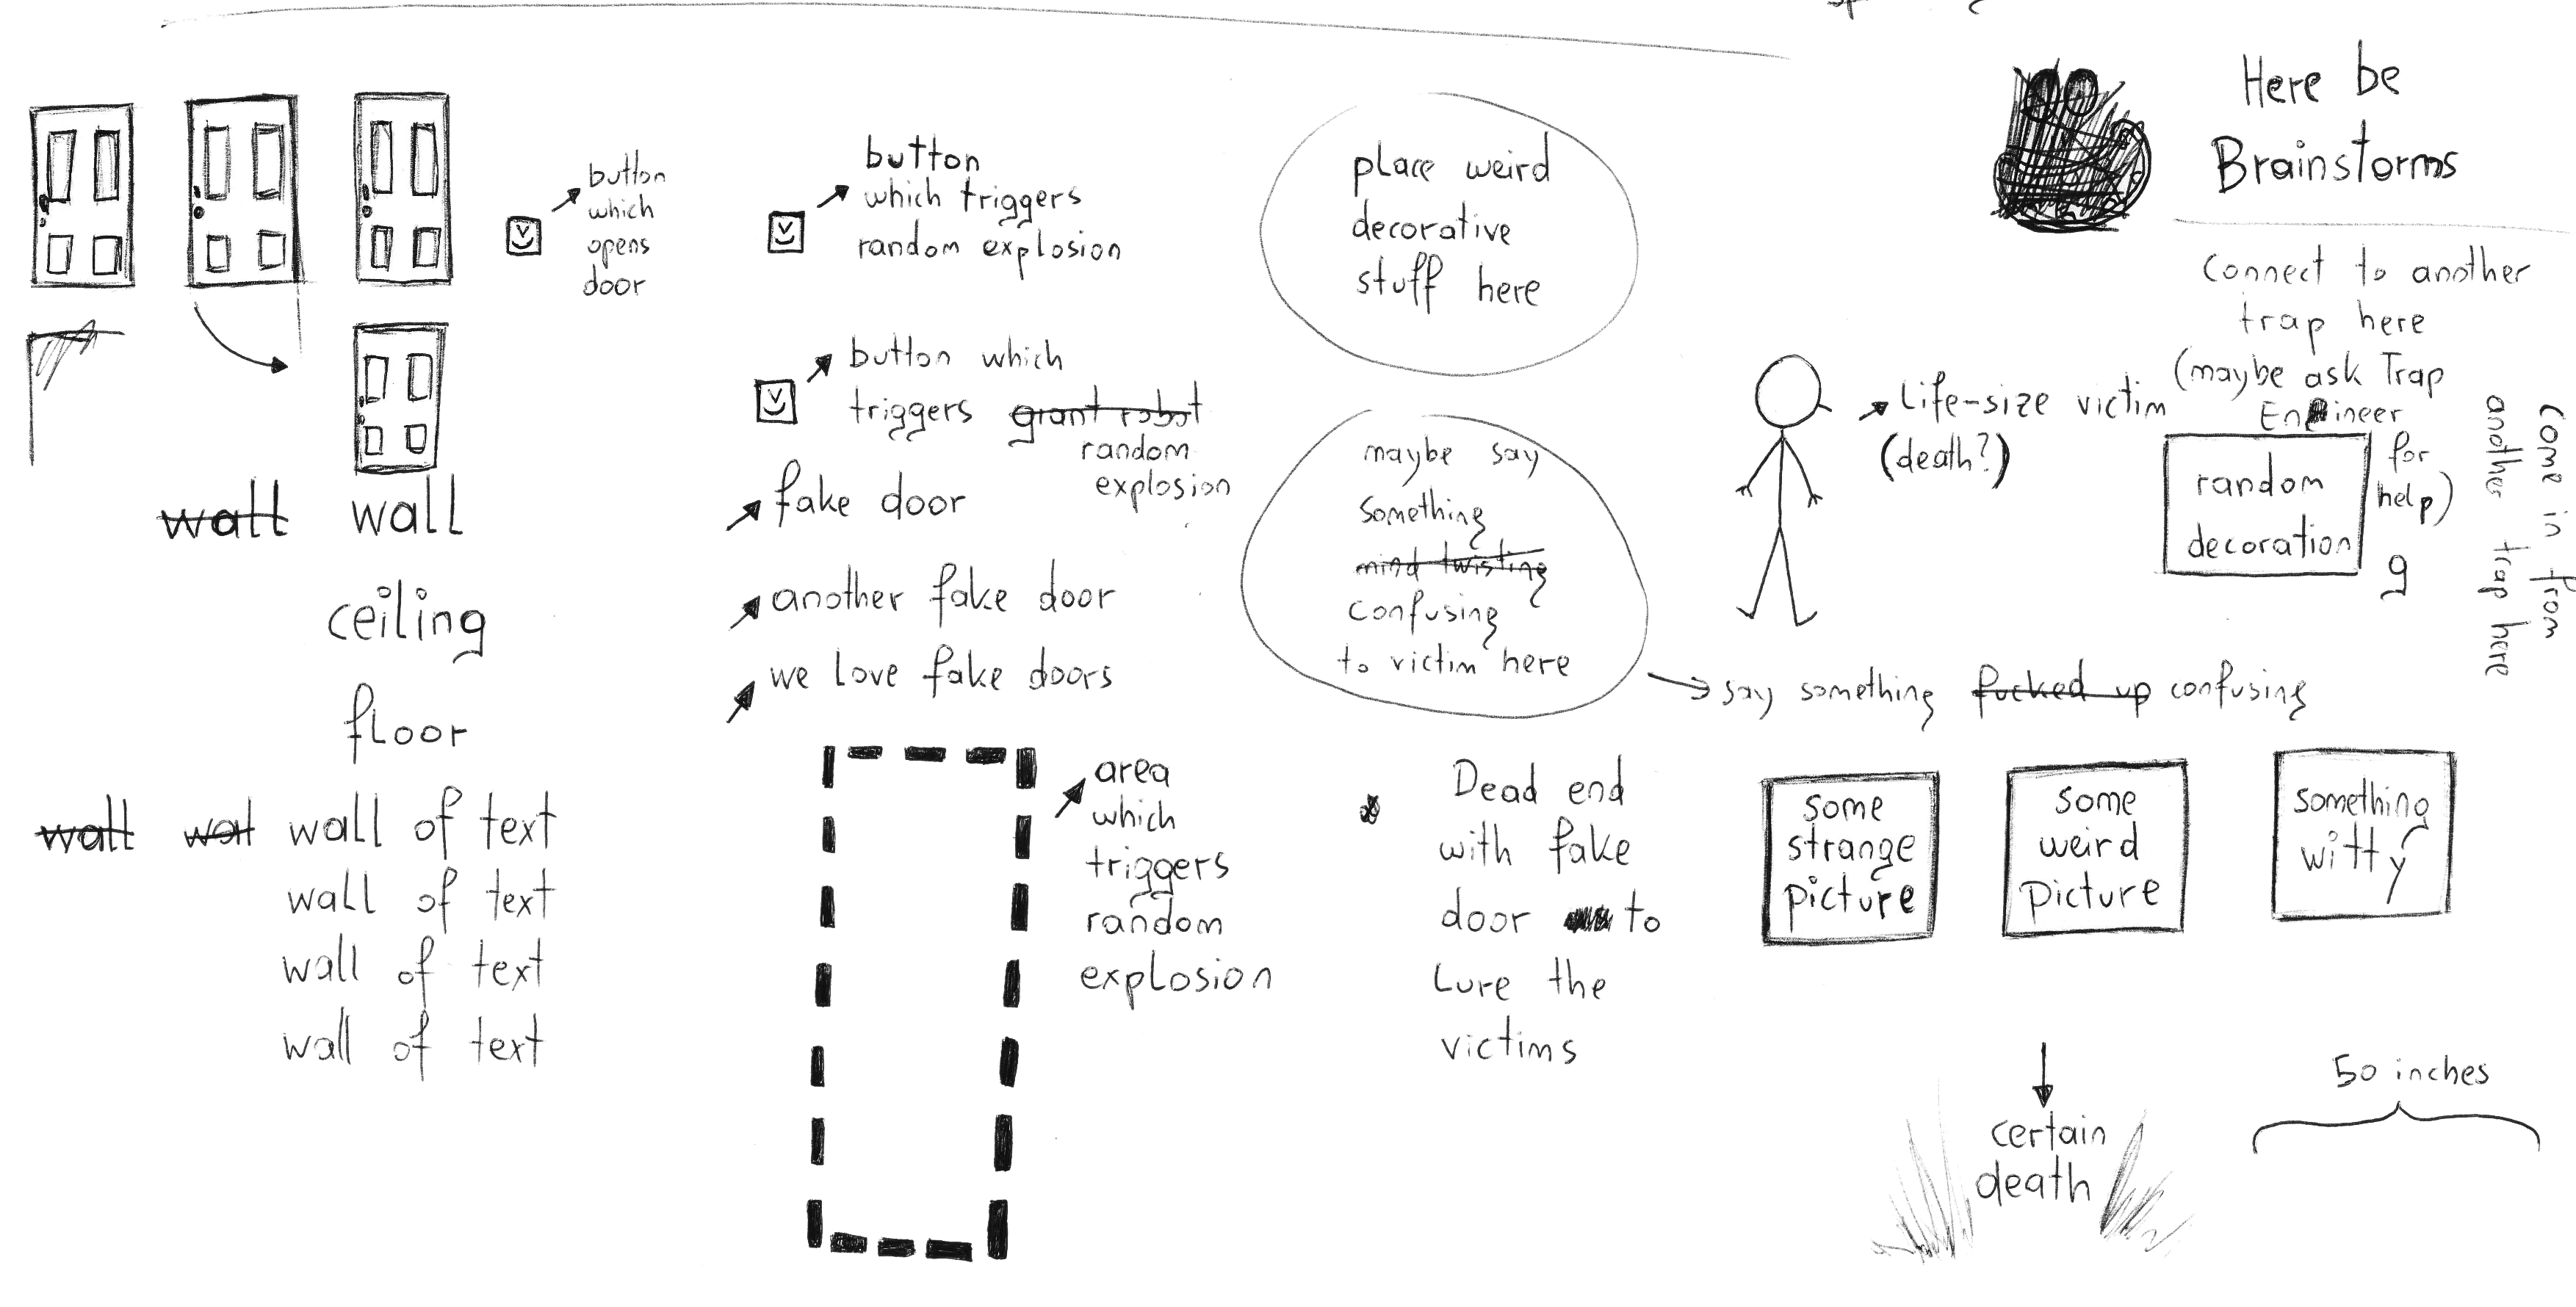 Here be
Brainstorms
button
which
opens
door
button
which triggers
random explosion
place weird
decorative
stuff here
connect to another
trap here
(maybe ask Trap
Engineer
for
help)
g
come in from
another trap here
button which
triggers giant robot
random
explosion
Life-size victim
(death?)
random
decoration
maybe say
something
mind twisting
confusing
to victim here
say something fucked up confusing
wall wall
ceiling
floor
wall wal wall of text
wall of text
wall of text
wall of text
fake door
another fake door
we love fake doors
area
which
triggers
random
explosion
Dead end
with fake
door to
Lure the
victims
some
strange
picture
some
weird
picture
something
witty
certain
death
50 inches